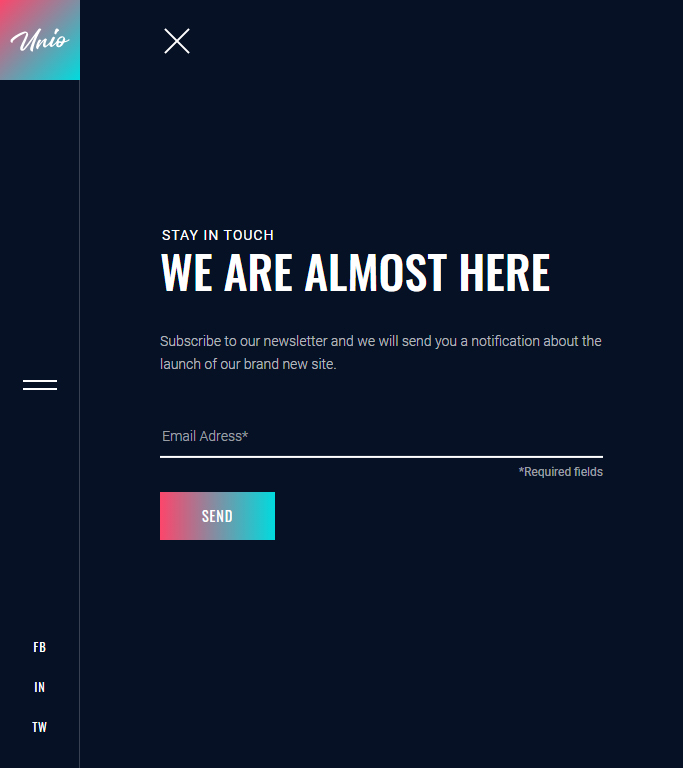 Unio
STAY IN TOUCH
WE ARE ALMOST HERE
Subscribe to our newsletter and we will send you a notification about the
launch of our brand new site.
Email Adress*
*Required fields
SEND
FB
IN
TW